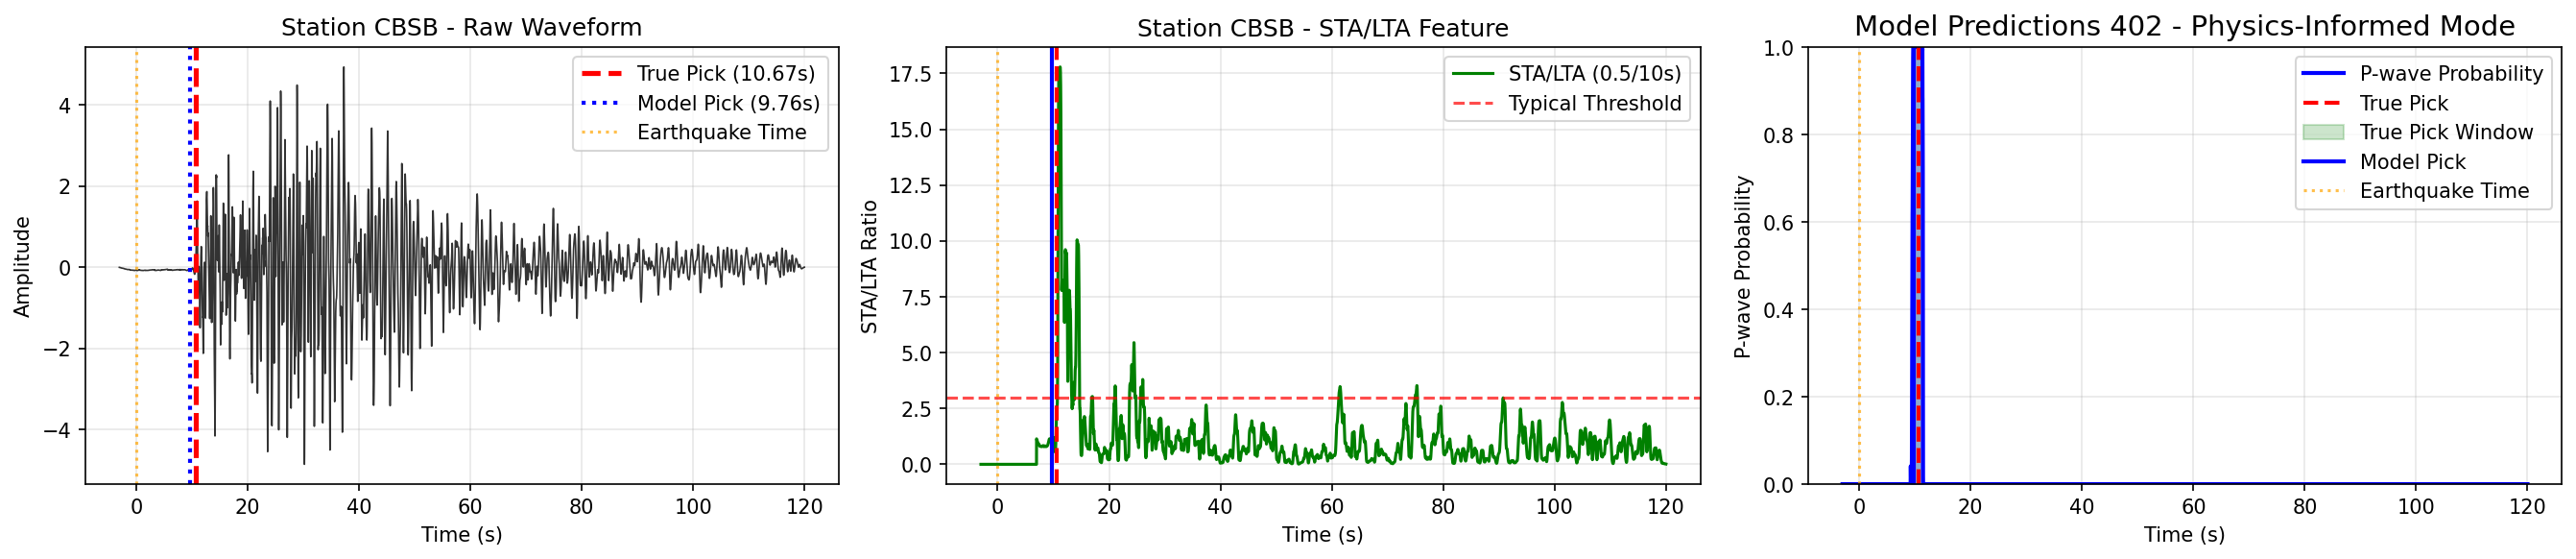 Station CBSB - Raw Waveform
True Pick (10.67s)
Model Pick (9.76s)
Earthquake Time
Amplitude
4
2
0
−2
−4
0
20
40
60
80
100
120
Time (s)
Station CBSB - STA/LTA Feature
STA/LTA (0.5/10s)
Typical Threshold
STA/LTA Ratio
17.5
15.0
12.5
10.0
7.5
5.0
2.5
0.0
0
20
40
60
80
100
120
Time (s)
Model Predictions 402 - Physics-Informed Mode
P-wave Probability
True Pick
True Pick Window
Model Pick
Earthquake Time
P-wave Probability
1.0
0.8
0.6
0.4
0.2
0.0
0
20
40
60
80
100
120
Time (s)